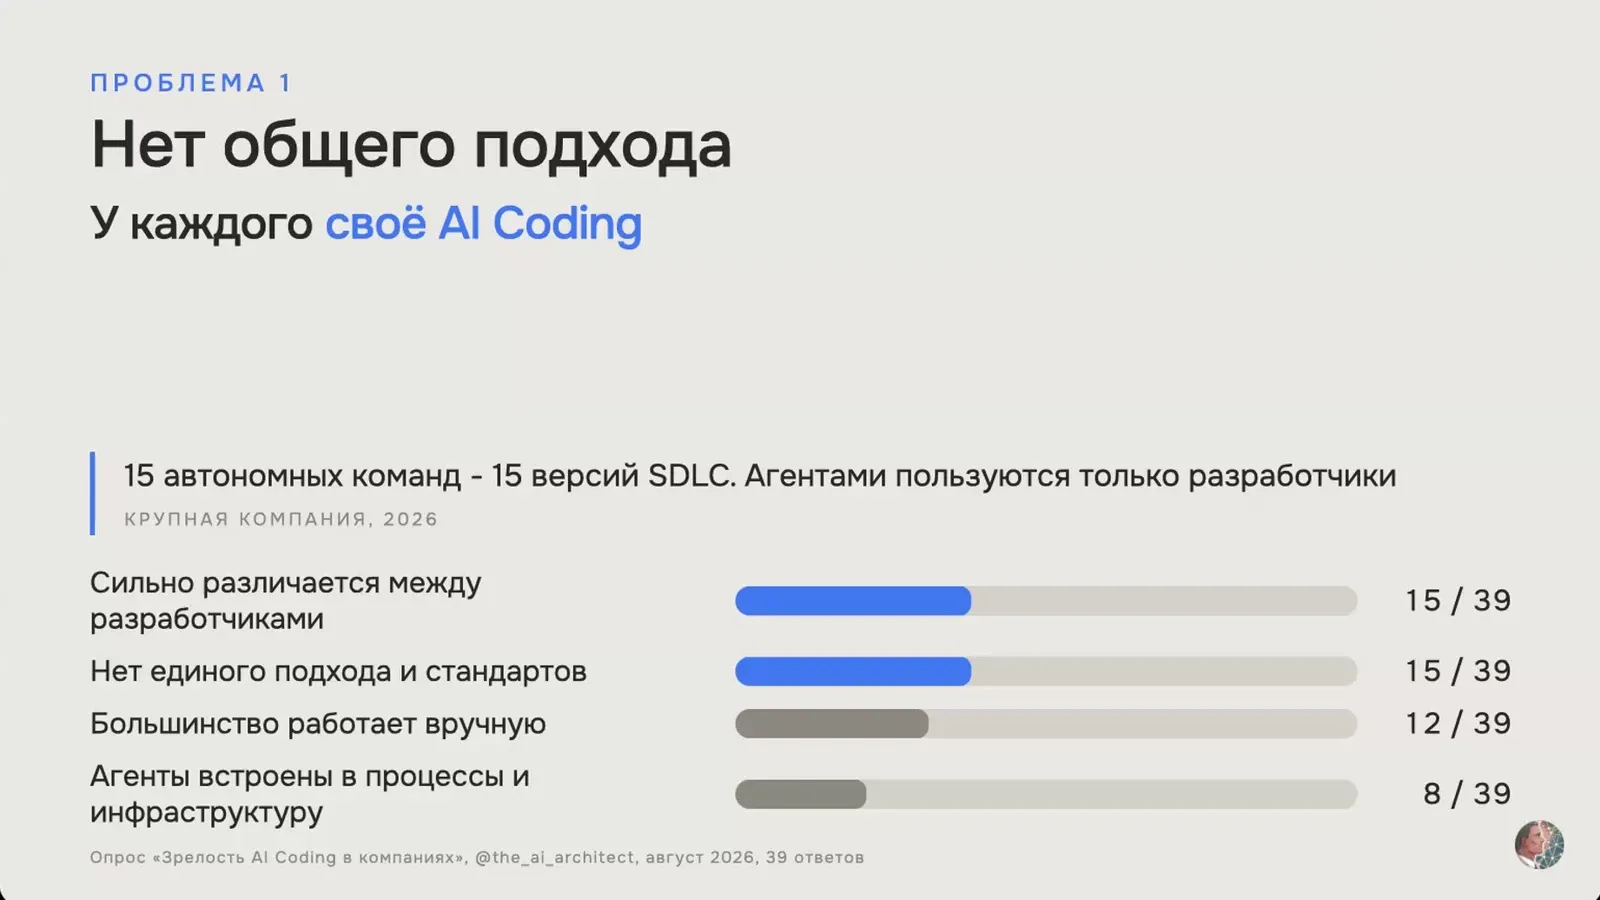 ПРОБЛЕМА 1
Нет общего подхода
У каждого своё AI Coding
15 автономных команд - 15 версий SDLC. Агентами пользуются только разработчики
КРУПНАЯ КОМПАНИЯ, 2026
Сильно различается между
разработчиками
15 / 39
Нет единого подхода и стандартов
15 / 39
Большинство работает вручную
12 / 39
Агенты встроены в процессы и
инфраструктуру
8 / 39
Опрос «Зрелость AI Coding в компаниях», @the_ai_architect, август 2026, 39 ответов